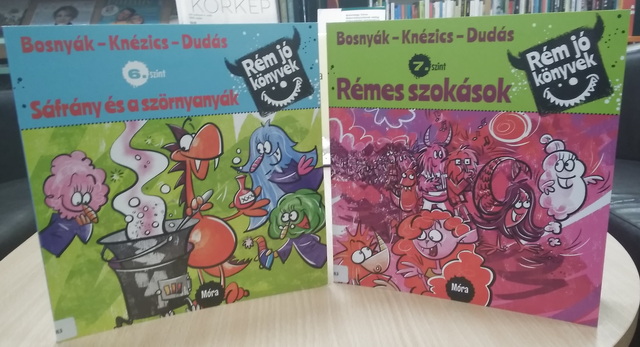 KÖRKÉP
Bosnyák – Knézics – Dudás
6. szint
Rém jó
könyvek
Sáfrány és a szörnyanyák
Móra
Bosnyák – Knézics – Dudás
7. szint
Rém jó
könyvek
Rémes szokások
Móra